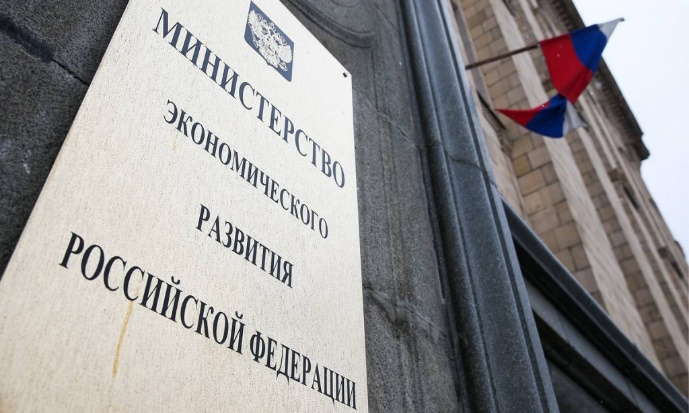 МИНИСТЕРСТВО
ЭКОНОМИЧЕСКОГО
РАЗВИТИЯ
РОССИЙСКОЙ ФЕДЕРАЦИИ